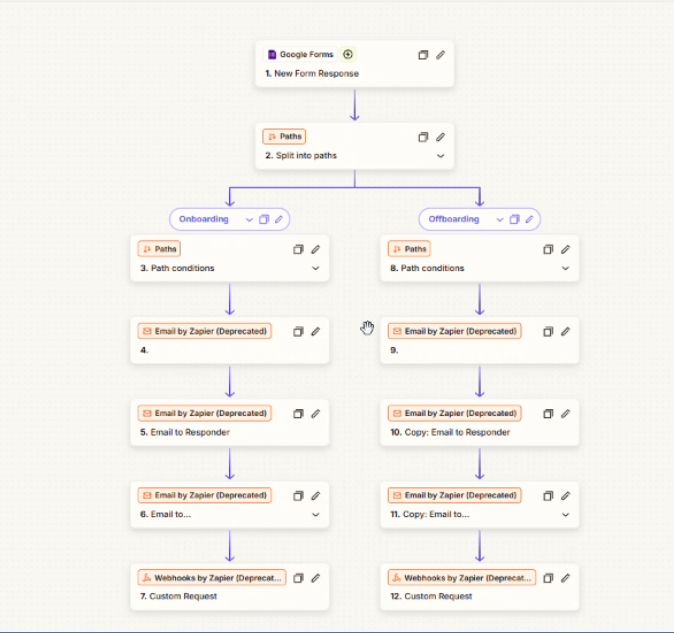 Google Forms
1. New Form Response
Paths
2. Split into paths
Onboarding
Paths
3. Path conditions
Email by Zapier (Deprecated)
4.
Email by Zapier (Deprecated)
5. Email to Responder
Email by Zapier (Deprecated)
6. Email to...
Webhooks by Zapier (Deprecat...
7. Custom Request
Offboarding
Paths
8. Path conditions
Email by Zapier (Deprecated)
9.
Email by Zapier (Deprecated)
10. Copy: Email to Responder
Email by Zapier (Deprecated)
11. Copy: Email to...
Webhooks by Zapier (Deprecat...
12. Custom Request